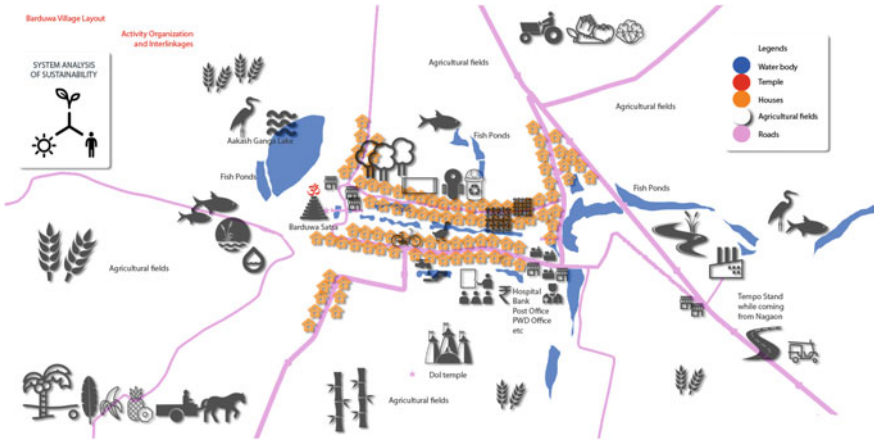 Barduwa Village Layout
Activity Organization
and Interlinkages
SYSTEM ANALYSIS
OF SUSTAINABILITY
Agricultural fields
Agricultural fields
Legends
Water body
Temple
Houses
Agricultural fields
Roads
Aakash Ganga Lake
Fish Ponds
Fish Ponds
Fish Ponds
ॐ
Barduwa Satra
Agricultural fields
₹
Hospital
Bank
Post Office
PWD Office
etc
Tempo Stand
while coming
from Nagaon
Dol temple
Agricultural fields